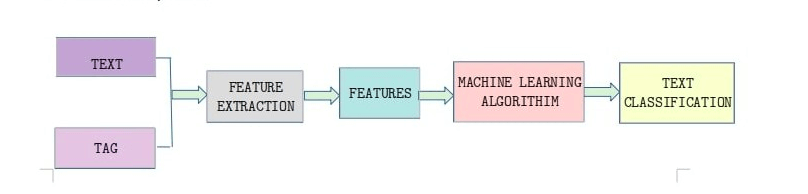 TEXT
TAG
FEATURE
EXTRACTION
FEATURES
MACHINE LEARNING
ALGORITHIM
TEXT
CLASSIFICATION